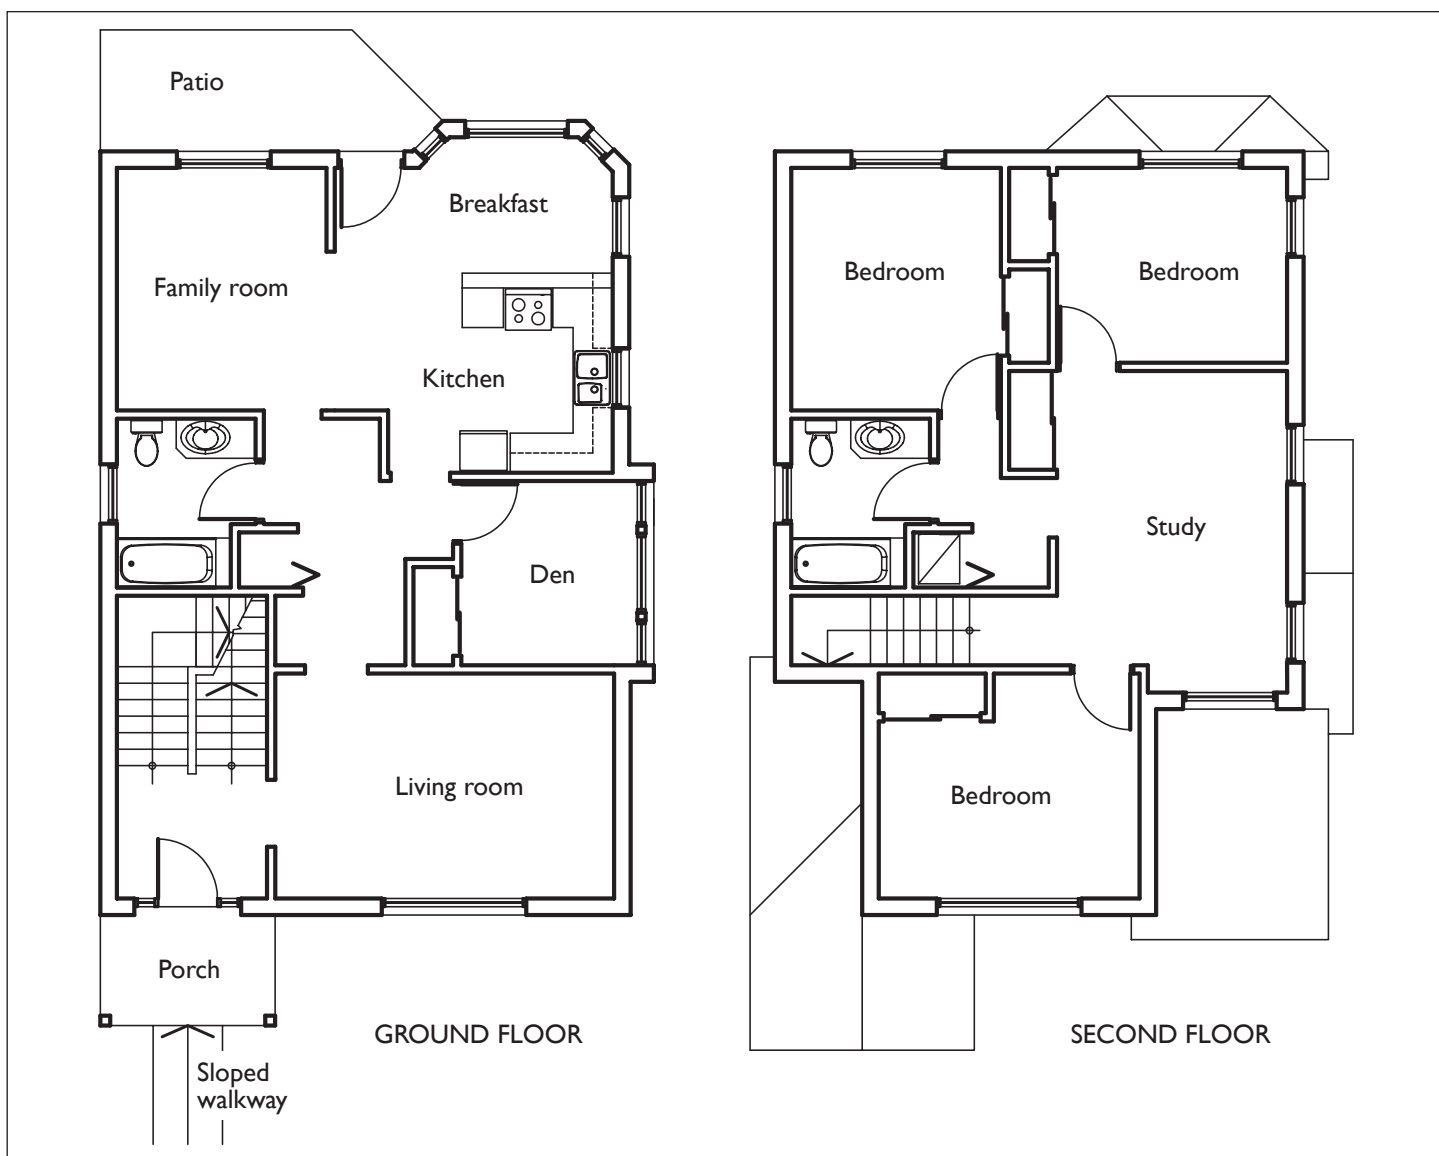 Patio
Breakfast
Family room
Kitchen
Den
Living room
Porch
GROUND FLOOR
Sloped
walkway
Bedroom
Bedroom
Study
Bedroom
SECOND FLOOR